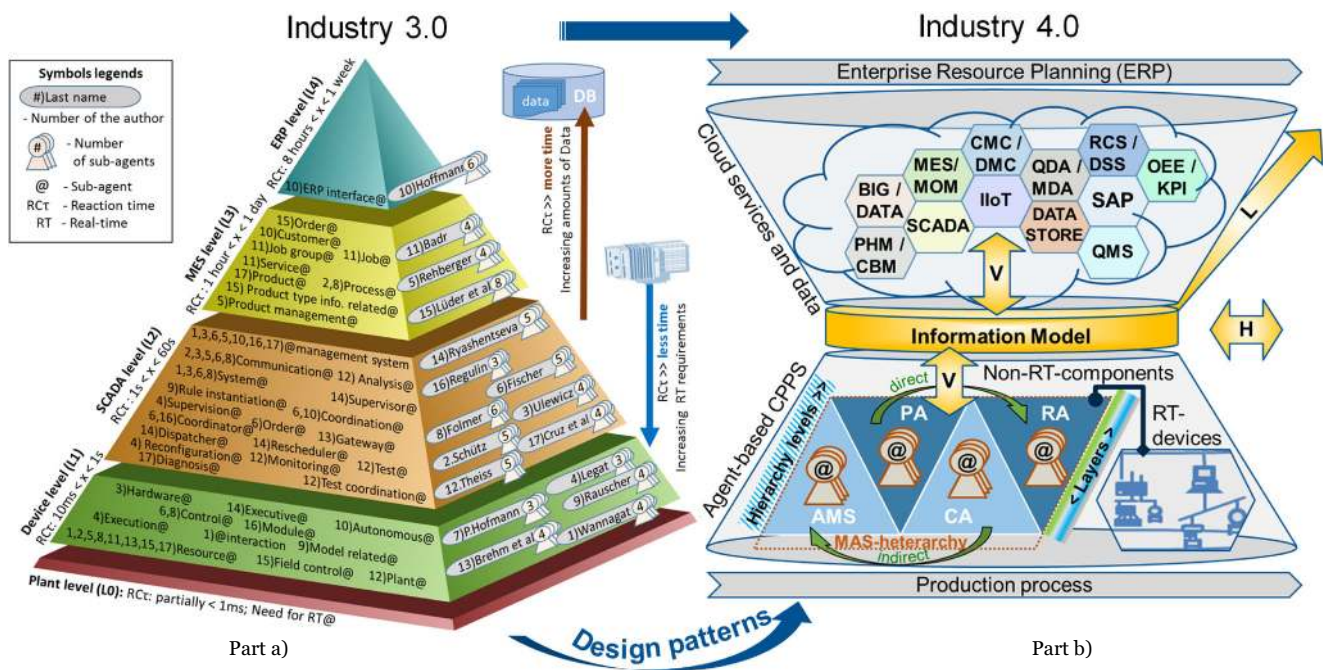 Industry 3.0
Industry 4.0
Symbols legends
#)Last name
- Number of the author
# - Number
of sub-agents
@ - Sub-agent
RCτ - Reaction time
RT - Real-time
ERP level (L4)
RCτ: 8 hours < x < 1 week
10)ERP interface@
10)Hoffmann 6
MES level (L3)
RCτ: 1 hour < x < 1 day
15)Order@
10)Customer@
11)Job group@ 11)Job@
11)Service@
17)Product@ 2,8)Process@
15) Product type info. related@
5)Product management@
11)Badr 4
5)Rehberger 4
15)Lüder et al 8
SCADA level (L2)
RCτ: 1s < x < 60s
1,3,6,5,10,16,17)@management system
2,3,5,6,8)Communication@ 12) Analysis@
1,3,6,8)System@
14)Supervisor@
9)Rule instantiation@
4)Supervision@ 6,10)Coordination@
6,16)Coordinator@ 6)Order@ 13)Gateway@
14)Dispatcher@ 14)Rescheduler@
4) Reconfiguration@ 12)Monitoring@ 12)Test@
17)Diagnosis@
12)Test coordination@
14)Ryashentseva 5
16)Regulin 3
6)Fischer 5
8)Folmer 6
3)Ulewicz 4
2.Schütz 5
17)Cruz et al 4
12.Theiss 5
Device level (L1)
RCτ: 10ms < x < 1s
3)Hardware@
14)Executive@
6,8)Control@ 10)Autonomous@
4)Execution@ 16)Module@
1)@interaction 9)Model related@
1,2,5,8,11,13,15,17)Resource@
15)Field control@ 12)Plant@
4)Legat 3
9)Rauscher 4
7)P.Hofmann 3
1)Wannagat 4
13)Brehm et al 4
Plant level (L0): RCτ: partially < 1ms; Need for RT@
data
DB
RCτ >> more time
Increasing amounts of Data
RCτ >> less time
Increasing RT requirements
Enterprise Resource Planning (ERP)
Cloud services and data
BIG /
DATA
PHM /
CBM
MES/
MOM
SCADA
CMC /
DMC
IIoT
QDA /
MDA
DATA
STORE
RCS /
DSS
SAP
QMS
OEE /
KPI
L
V
Information Model
H
V
Agent-based CPPS
Hierarchy levels >>
direct
Non-RT-components
PA
RA
RT-
devices
@
@
@
@
AMS
CA
< Layers >
MAS-heterarchy
indirect
Production process
Design patterns
Part a)
Part b)